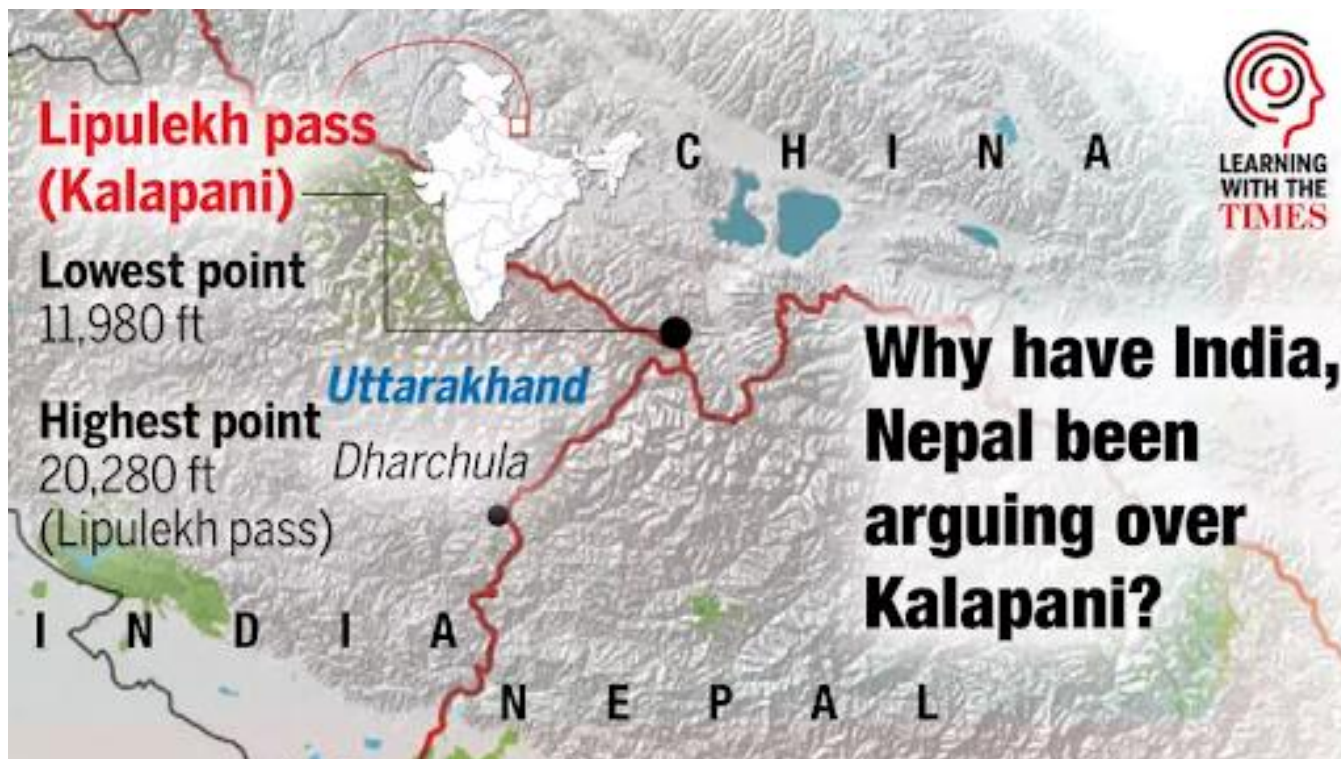 Lipulekh pass
(Kalapani)
Lowest point
11,980 ft
Highest point
20,280 ft
(Lipulekh pass)
Uttarakhand
Dharchula
C H I N A
I N D I A
N E P A L
LEARNING
WITH THE
TIMES
Why have India,
Nepal been
arguing over
Kalapani?